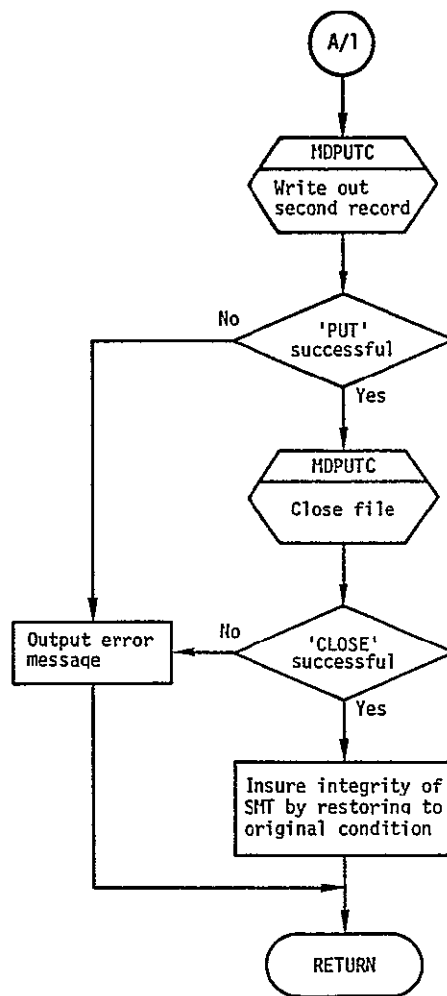 A/1
MDPUTC
Write out
second record
No
'PUT'
successful
Yes
MDPUTC
Close file
Output error
message
No
'CLOSE'
successful
Yes
Insure integrity of
SMT by restoring to
original condition
RETURN